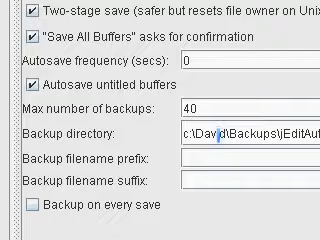 Two-stage save (safer but resets file owner on Unix
"Save All Buffers" asks for confirmation
Autosave frequency (secs): 0
Autosave untitled buffers
Max number of backups: 40
Backup directory: c:\David\Backups\jEditAut
Backup filename prefix:
Backup filename suffix:
Backup on every save